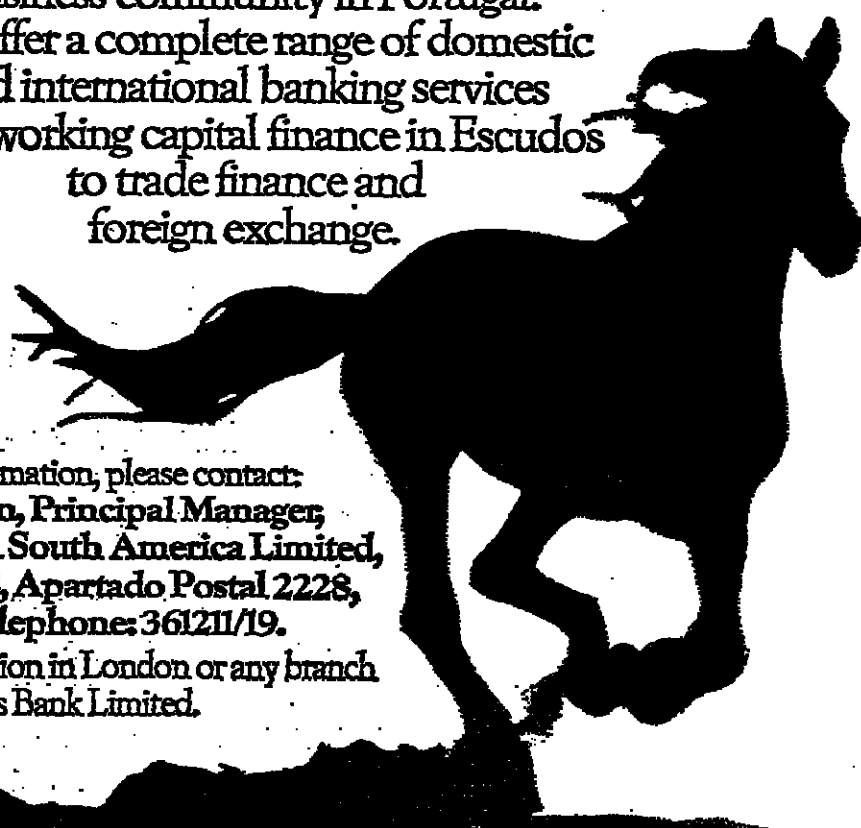 business community in Portugal.
ffer a complete range of domestic
d international banking services
working capital finance in Escudos
to trade finance and
foreign exchange.
mation, please contact:
n, Principal Manager,
South America Limited,
, Apartado Postal 2228,
lephone: 361211/19.
ion in London or any branch
s Bank Limited.